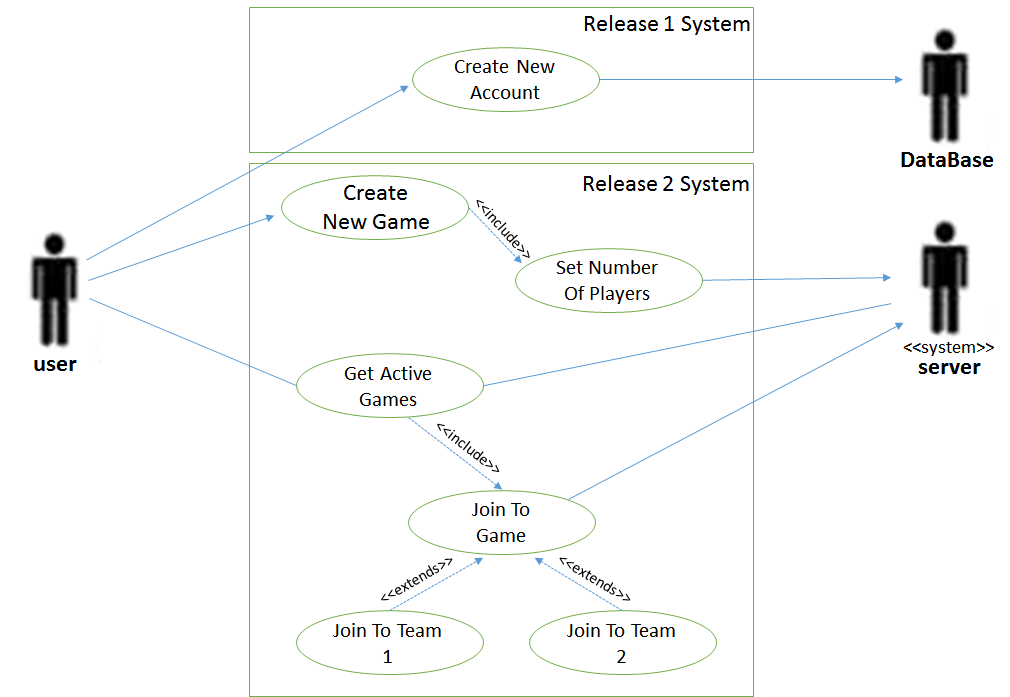 Release 1 System
Create New
Account
DataBase
Release 2 System
Create
New Game
<<include>>
Set Number
Of Players
user
<<system>>
server
Get Active
Games
<<include>>
Join To
Game
<<extends>>
<<extends>>
Join To Team
1
Join To Team
2